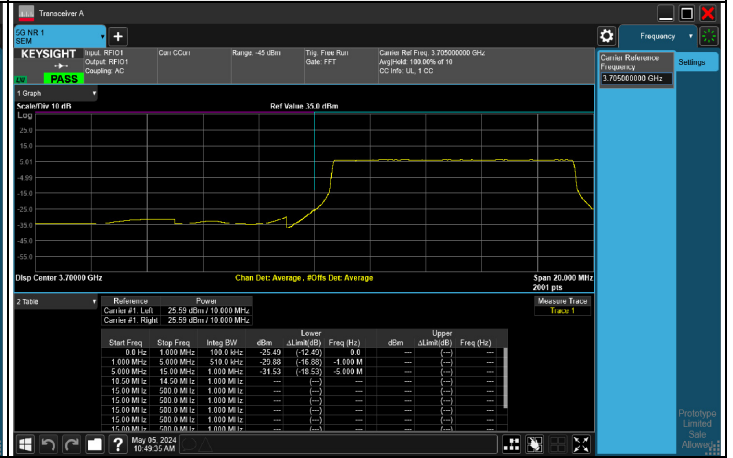 Transceiver A
5G NR 1
SEM
Frequency
KEYSIGHT
Input: RFIO1
Output: RFIO1
Coupling: AC
Corr CCorr
Range: -45 dBm
Trig: Free Run
Gate: FFT
Carrier Ref Freq: 3.705000000 GHz
Avg|Hold: 100.00% of 10
CC Info: UL, 1 CC
PASS
Carrier Reference
Frequency
3.705000000 GHz
Settings
1 Graph
Scale/Div 10 dB
Ref Value 35.0 dBm
Log
25.0
15.0
5.01
-4.99
-15.0
-25.0
-35.0
-45.0
-55.0
Disp Center 3.70000 GHz
Chan Det: Average , #Offs Det: Average
Span 20.000 MHz
2001 pts
2 Table
Reference Power
Carrier #1. Left 25.59 dBm / 10.000 MHz
Carrier #1. Right 25.59 dBm / 10.000 MHz
Measure Trace
Trace 1
Lower Upper
Start Freq Stop Freq Integ BW dBm ΔLimit(dB) Freq (Hz) dBm ΔLimit(dB) Freq (Hz)
0.0 Hz 1.000 MHz 100.0 kHz -25.49 (-12.49) 0.0 --- (---) ---
1.000 MHz 5.000 MHz 510.0 kHz -29.88 (-16.88) -1.000 M --- (---) ---
5.000 MHz 15.00 MHz 1.000 MHz -31.53 (-18.53) -5.000 M --- (---) ---
10.50 MHz 14.50 MHz 1.000 MHz --- (---) --- --- (---) ---
15.00 MHz 500.0 MHz 1.000 MHz --- (---) --- --- (---) ---
15.00 MHz 500.0 MHz 1.000 MHz --- (---) --- --- (---) ---
15.00 MHz 500.0 MHz 1.000 MHz --- (---) --- --- (---) ---
15.00 MHz 500.0 MHz 1.000 MHz --- (---) --- --- (---) ---
15.00 MHz 500.0 MHz 1.000 MHz --- (---) --- --- (---) ---
Prototype
Limited
Sale
Allowed
May 05, 2024
10:49:35 AM